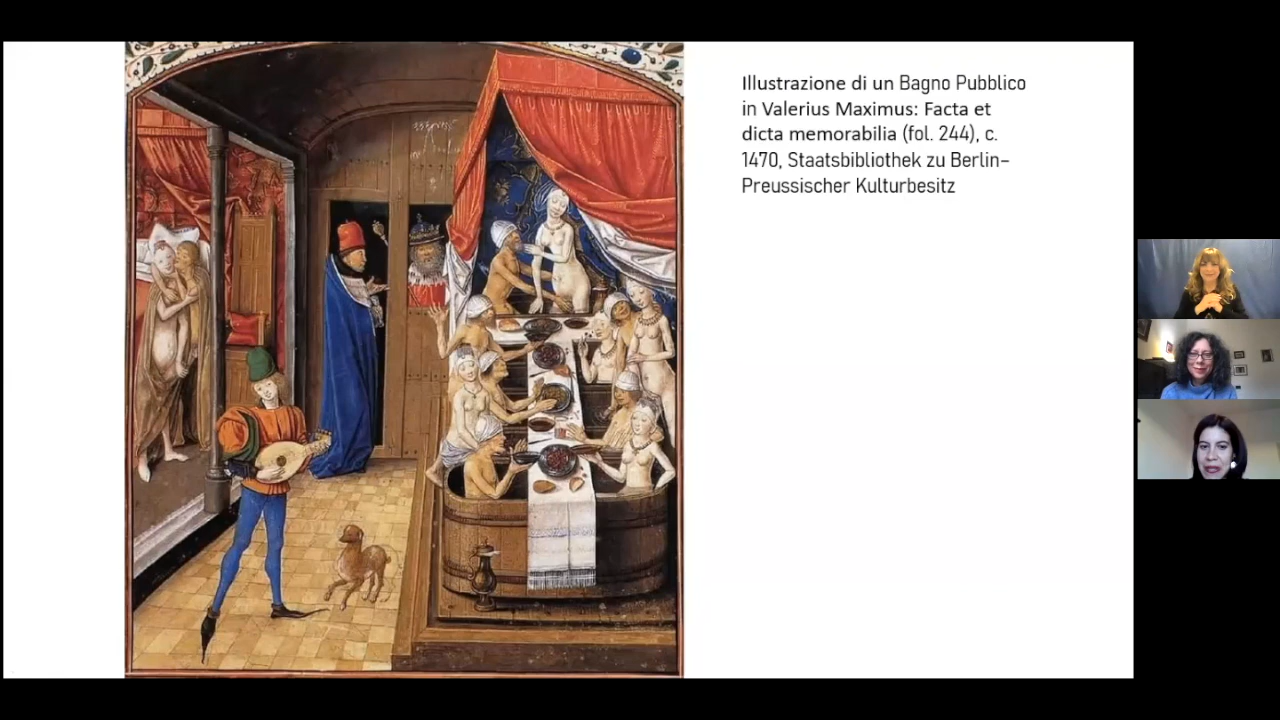 Illustrazione di un Bagno Pubblico
in Valerius Maximus: Facta et
dicta memorabilia (fol. 244), c.
1470, Staatsbibliothek zu Berlin–
Preussischer Kulturbesitz